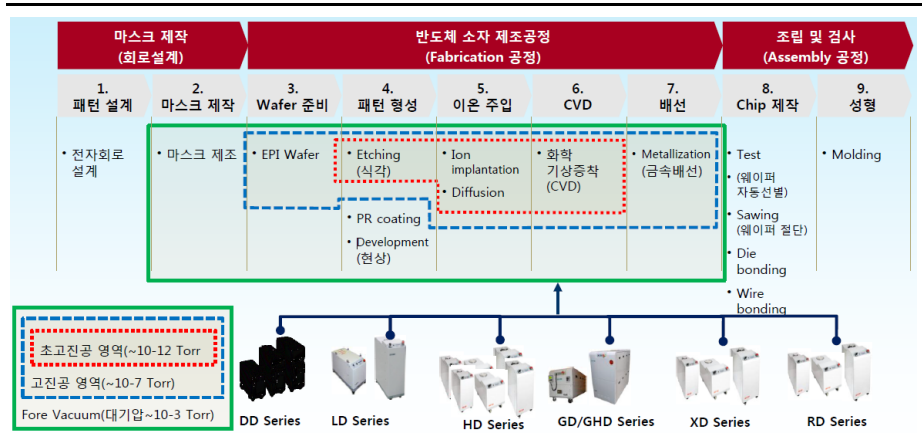 마스크 제작
(회로설계)
반도체 소자 제조공정
(Fabrication 공정)
조립 및 검사
(Assembly 공정)
1.
패턴 설계
2.
마스크 제작
3.
Wafer 준비
4.
패턴 형성
5.
이온 주입
6.
CVD
7.
배선
8.
Chip 제작
9.
성형
• 전자회로
설계
• 마스크 제조
• EPI Wafer
• Etching
(식각)
• PR coating
• Development
(현상)
• Ion
implantation
• Diffusion
• 화학
기상증착
(CVD)
• Metallization
(금속배선)
• Test
• (웨이퍼
자동선별)
• Sawing
(웨이퍼 절단)
• Die
bonding
• Wire
bonding
• Molding
초고진공 영역(~10-12 Torr
고진공 영역(~10-7 Torr)
Fore Vacuum(대기압~10-3 Torr)
DD Series
LD Series
HD Series
GD/GHD Series
XD Series
RD Series